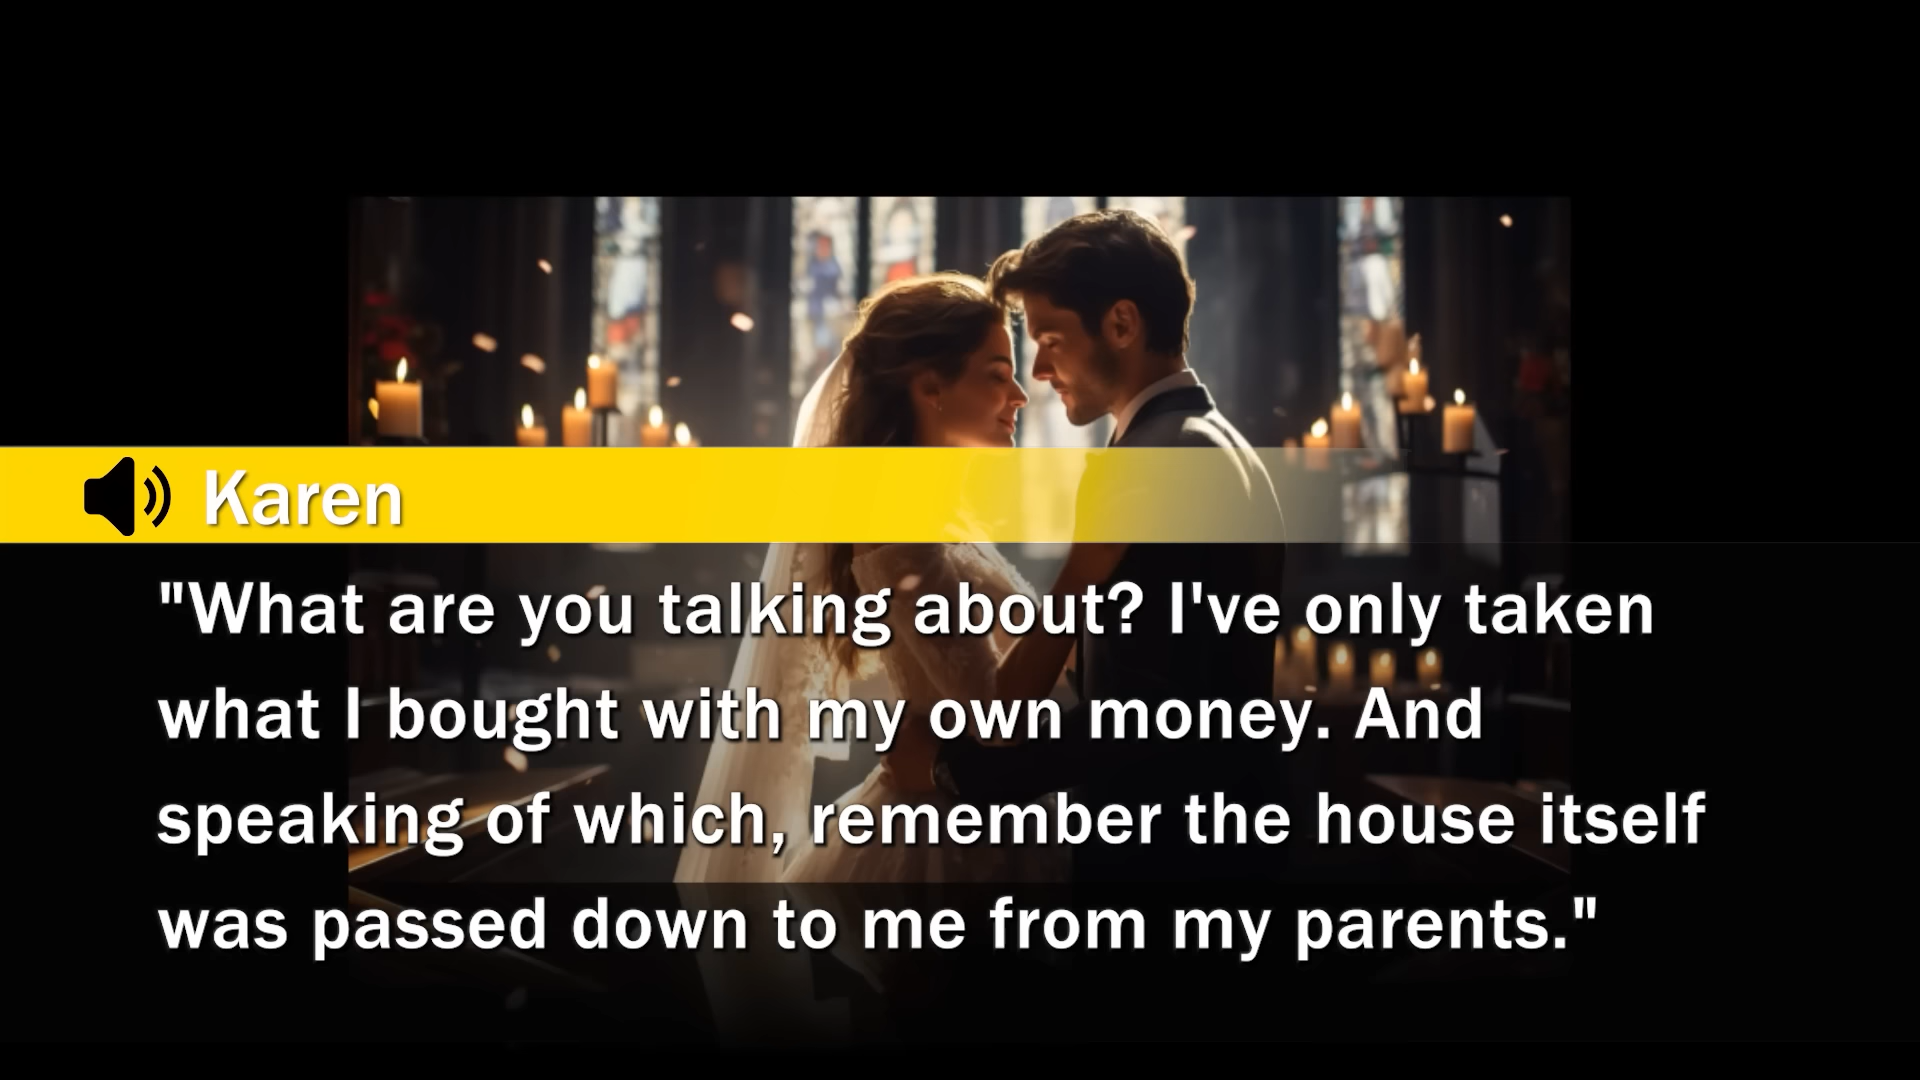 Karen
"What are you talking about? I've only taken
what I bought with my own money. And
speaking of which, remember the house itself
was passed down to me from my parents."